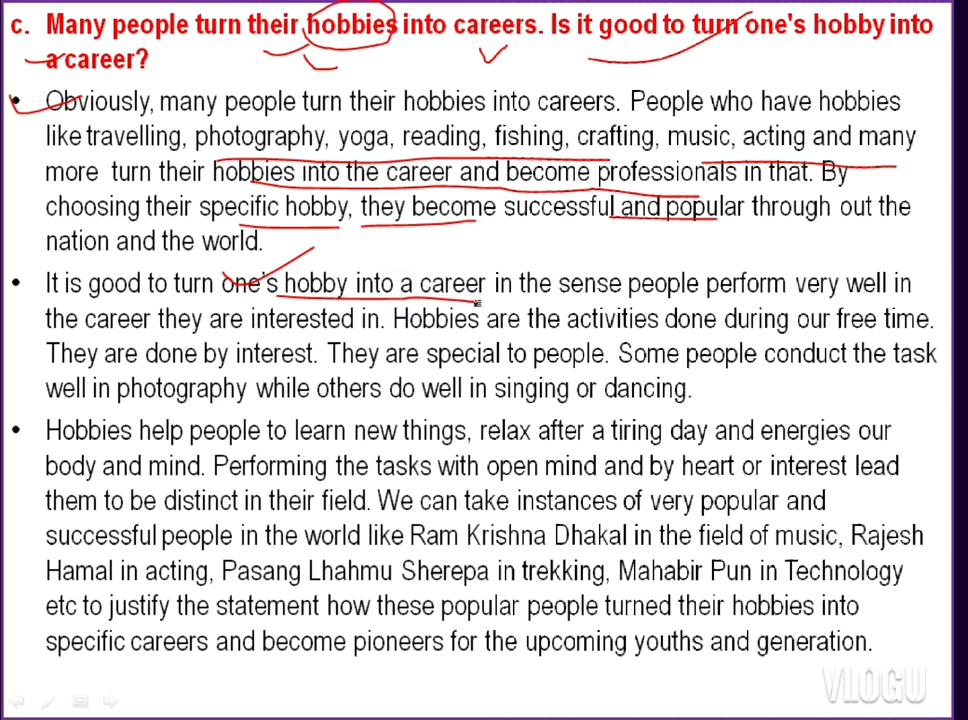 c. Many people turn their hobbies into careers. Is it good to turn one's hobby into
a career?
• Obviously, many people turn their hobbies into careers. People who have hobbies
like travelling, photography, yoga, reading, fishing, crafting, music, acting and many
more turn their hobbies into the career and become professionals in that. By
choosing their specific hobby, they become successful and popular through out the
nation and the world.
• It is good to turn one's hobby into a career in the sense people perform very well in
the career they are interested in. Hobbies are the activities done during our free time.
They are done by interest. They are special to people. Some people conduct the task
well in photography while others do well in singing or dancing.
• Hobbies help people to learn new things, relax after a tiring day and energies our
body and mind. Performing the tasks with open mind and by heart or interest lead
them to be distinct in their field. We can take instances of very popular and
successful people in the world like Ram Krishna Dhakal in the field of music, Rajesh
Hamal in acting, Pasang Lhahmu Sherepa in trekking, Mahabir Pun in Technology
etc to justify the statement how these popular people turned their hobbies into
specific careers and become pioneers for the upcoming youths and generation.
VLOGU